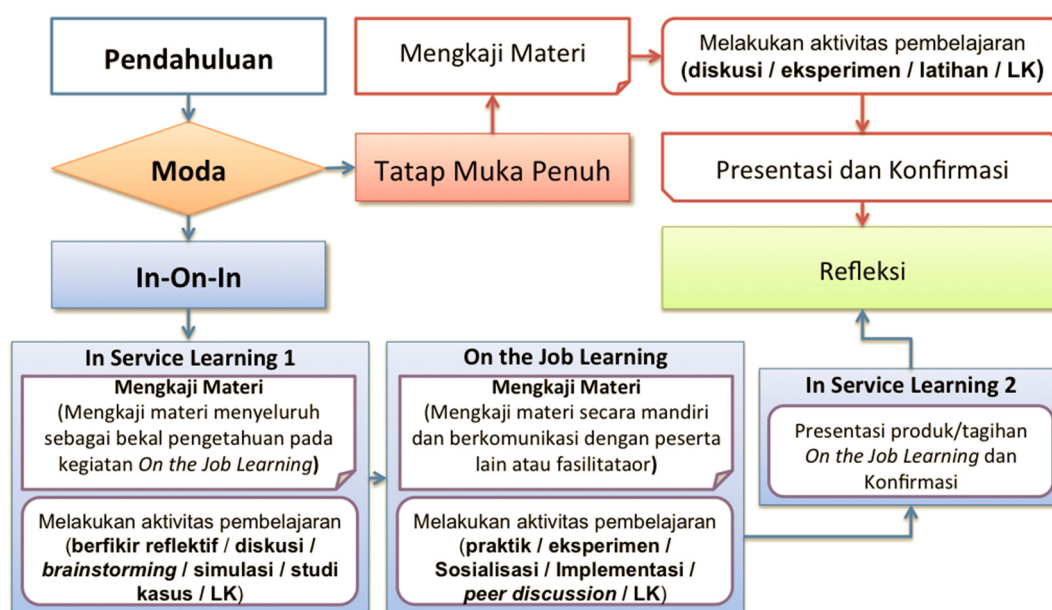 Pendahuluan
Moda
Tatap Muka Penuh
Mengkaji Materi
Melakukan aktivitas pembelajaran
(diskusi / eksperimen / latihan / LK)
Presentasi dan Konfirmasi
Refleksi
In-On-In
In Service Learning 1
Mengkaji Materi
(Mengkaji materi menyeluruh
sebagai bekal pengetahuan pada
kegiatan On the Job Learning)
Melakukan aktivitas pembelajaran
(berfikir reflektif / diskusi /
brainstorming / simulasi / studi
kasus / LK)
On the Job Learning
Mengkaji Materi
(Mengkaji materi secara mandiri
dan berkomunikasi dengan peserta
lain atau fasilitataor)
Melakukan aktivitas pembelajaran
(praktik / eksperimen /
Sosialisasi / Implementasi /
peer discussion / LK)
In Service Learning 2
Presentasi produk/tagihan
On the Job Learning dan
Konfirmasi